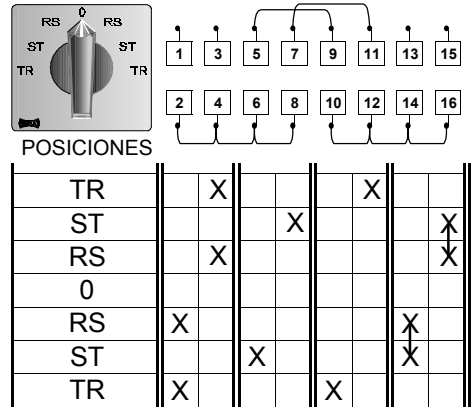 0
RS RS
ST ST
TR TR
1 3 5 7 9 11 13 15
2 4 6 8 10 12 14 16
POSICIONES
TR X X
ST X X
RS X X
0
RS X X
ST X X
TR X X